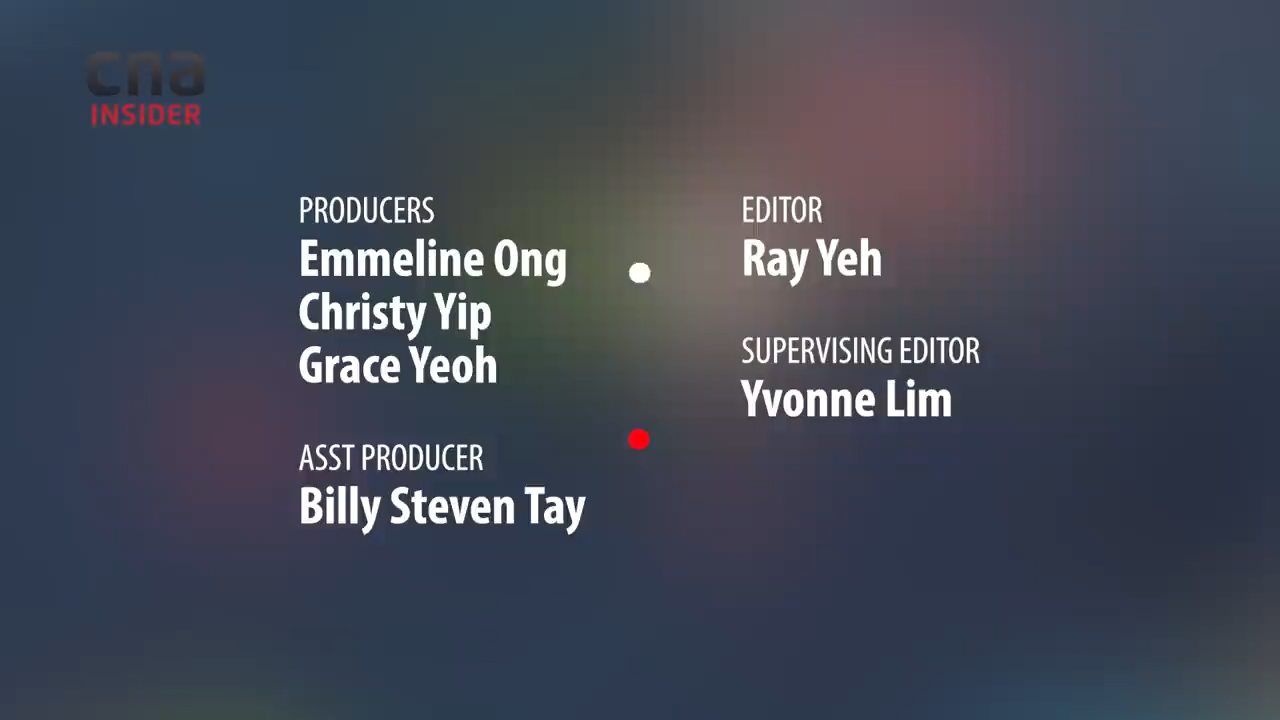 cna
INSIDER
PRODUCERS
Emmeline Ong
Christy Yip
Grace Yeoh
ASST PRODUCER
Billy Steven Tay
EDITOR
Ray Yeh
SUPERVISING EDITOR
Yvonne Lim